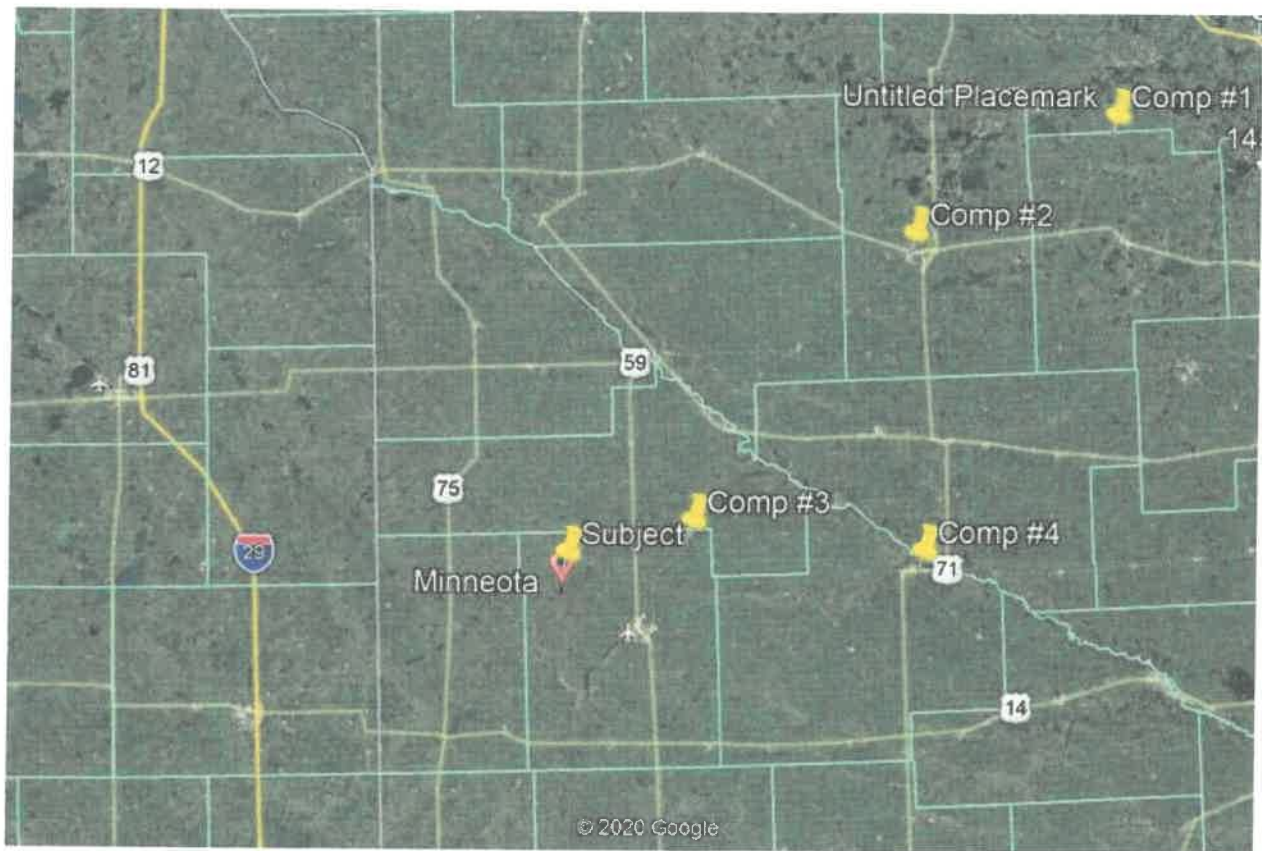 Untitled Placemark
Comp #1
14
12
Comp #2
81
59
75
Comp #3
Subject
Comp #4
29
Minneota
71
14
© 2020 Google